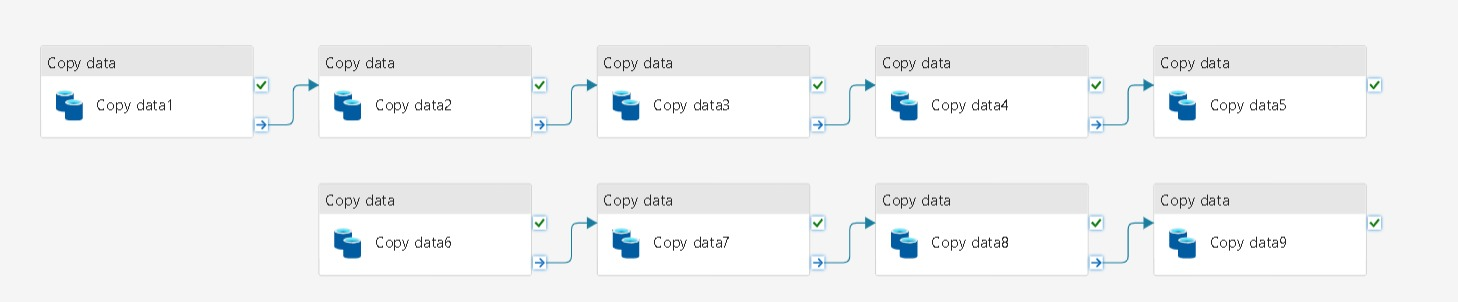 Copy data
Copy data1
Copy data
Copy data2
Copy data
Copy data3
Copy data
Copy data4
Copy data
Copy data5
Copy data
Copy data6
Copy data
Copy data7
Copy data
Copy data8
Copy data
Copy data9